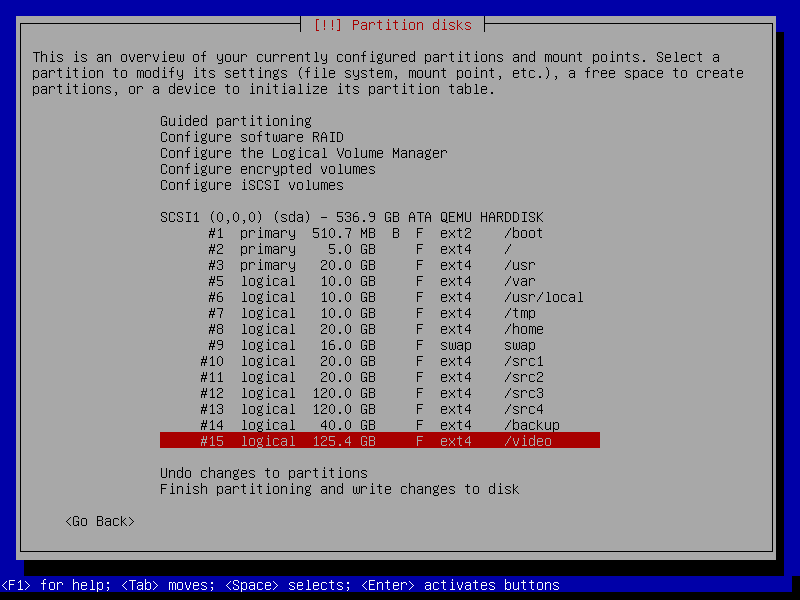 [!!] Partition disks
This is an overview of your currently configured partitions and mount points. Select a
partition to modify its settings (file system, mount point, etc.), a free space to create
partitions, or a device to initialize its partition table.
Guided partitioning
Configure software RAID
Configure the Logical Volume Manager
Configure encrypted volumes
Configure iSCSI volumes
SCSI1 (0,0,0) (sda) - 536.9 GB ATA QEMU HARDDISK
#1 primary 510.7 MB B F ext2 /boot
#2 primary 5.0 GB F ext4 /
#3 primary 20.0 GB F ext4 /usr
#5 logical 10.0 GB F ext4 /var
#6 logical 10.0 GB F ext4 /usr/local
#7 logical 10.0 GB F ext4 /tmp
#8 logical 20.0 GB F ext4 /home
#9 logical 16.0 GB F swap swap
#10 logical 20.0 GB F ext4 /src1
#11 logical 20.0 GB F ext4 /src2
#12 logical 120.0 GB F ext4 /src3
#13 logical 120.0 GB F ext4 /src4
#14 logical 40.0 GB F ext4 /backup
#15 logical 125.4 GB F ext4 /video
Undo changes to partitions
Finish partitioning and write changes to disk
<Go Back>
<F1> for help; <Tab> moves; <Space> selects; <Enter> activates buttons